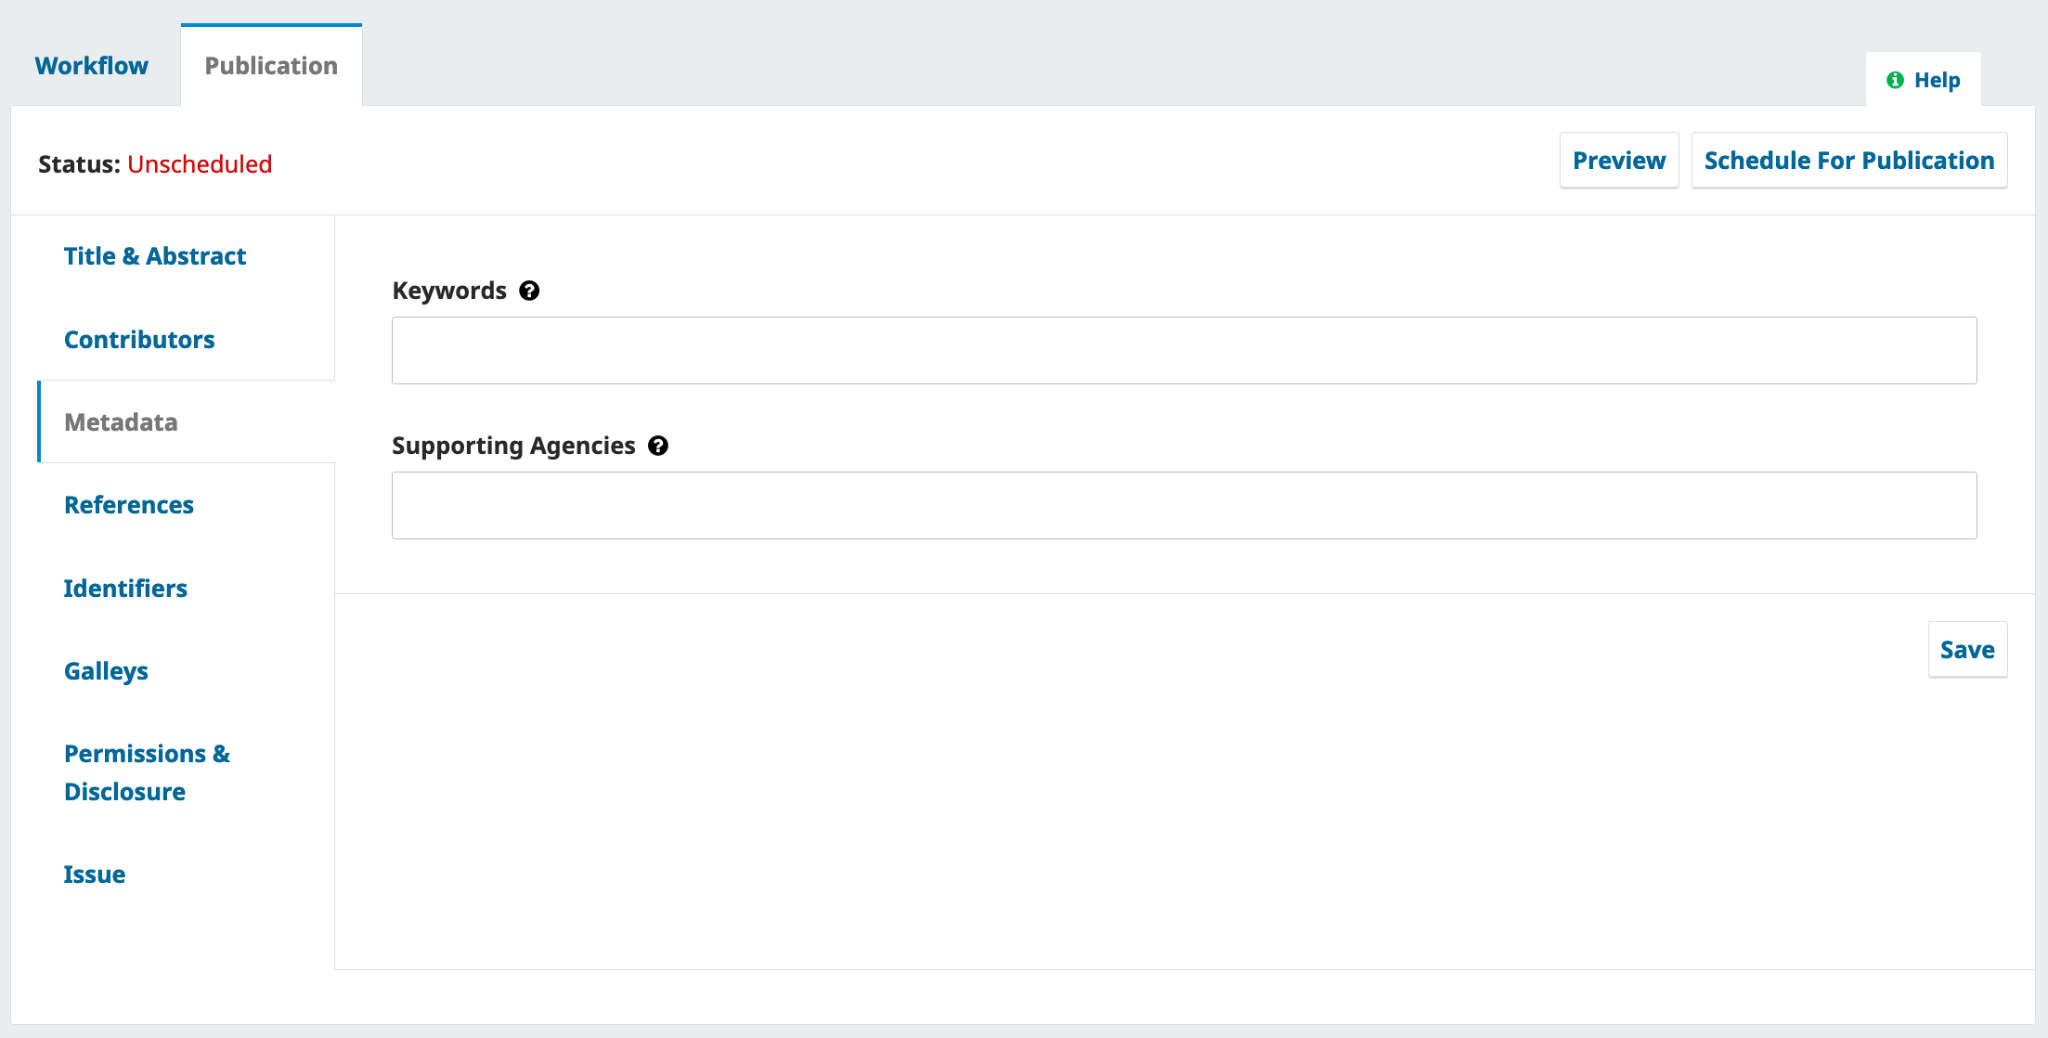 Workflow
Publication
Help
Status: Unscheduled
Preview
Schedule For Publication
Title & Abstract
Contributors
Metadata
References
Identifiers
Galleys
Permissions &
Disclosure
Issue
Keywords
Supporting Agencies
Save